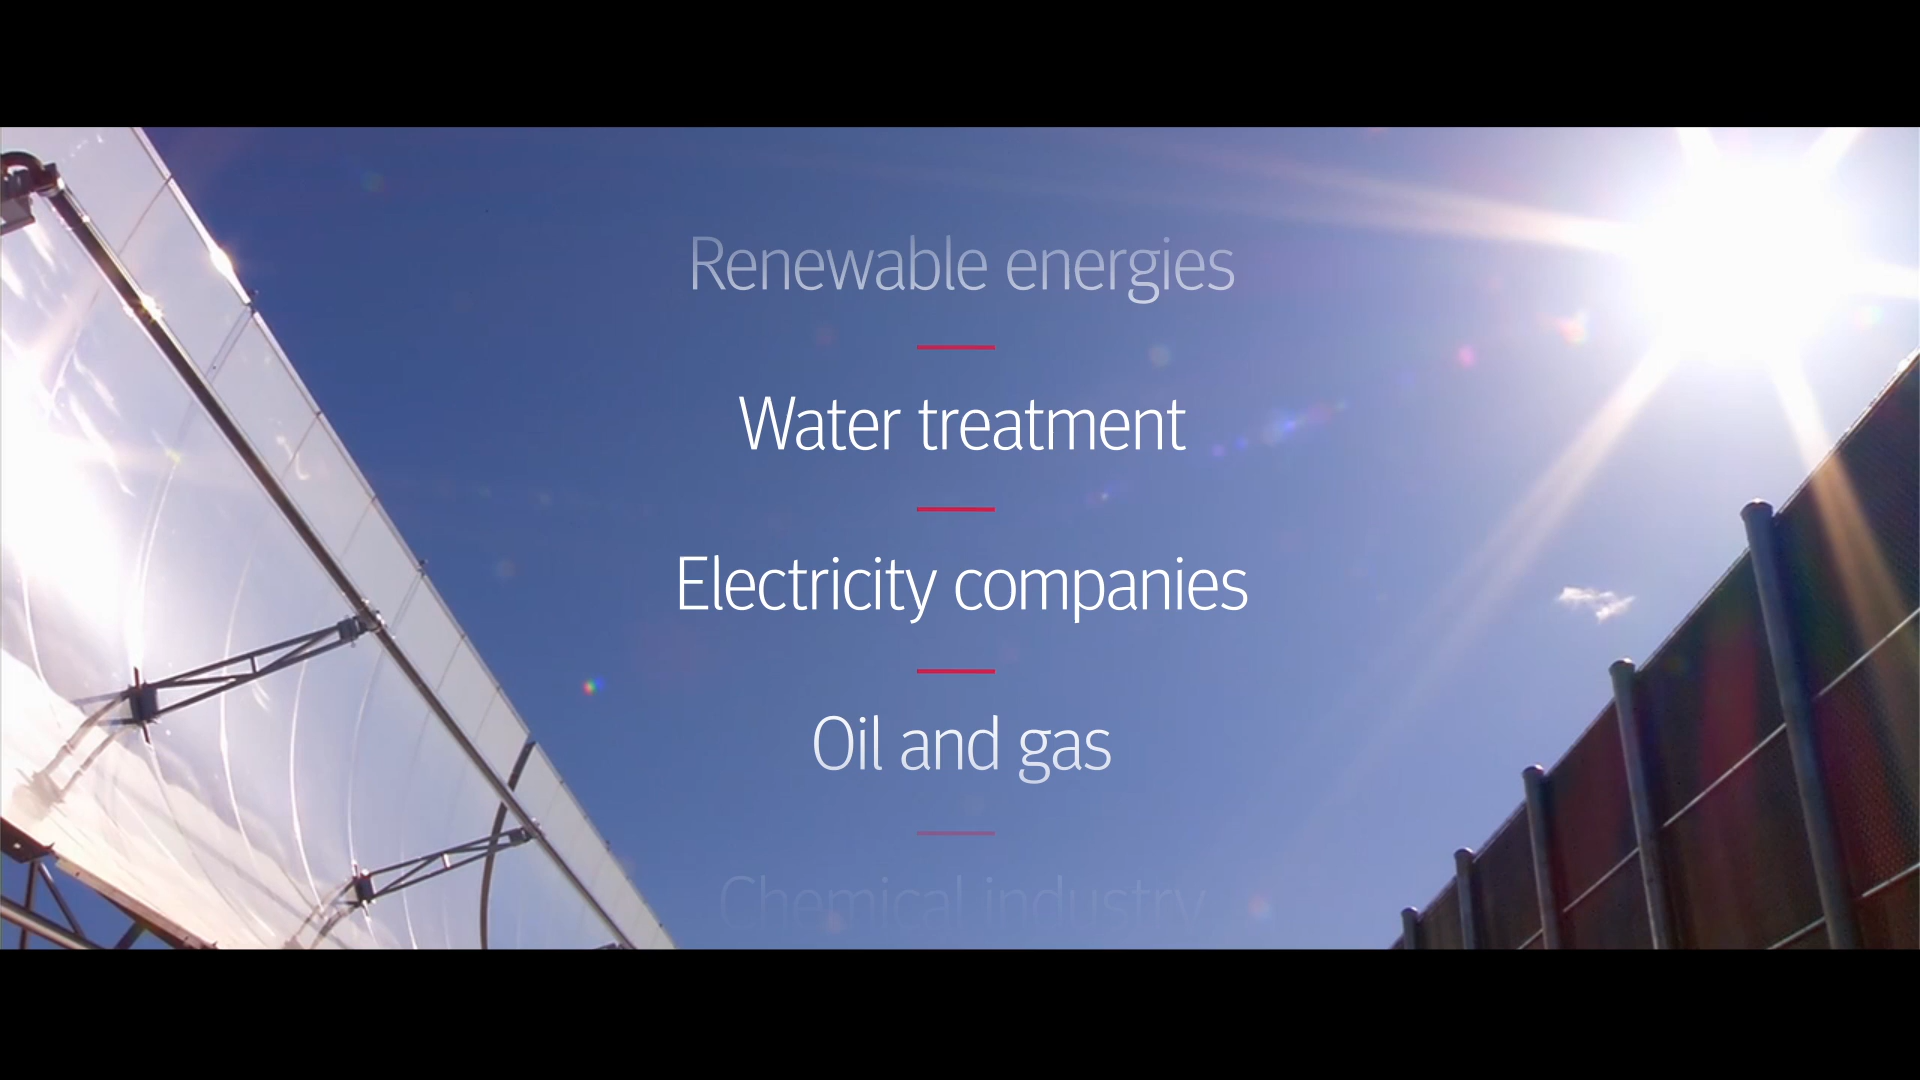 Renewable energies
Water treatment
Electricity companies
Oil and gas
Chemical industry